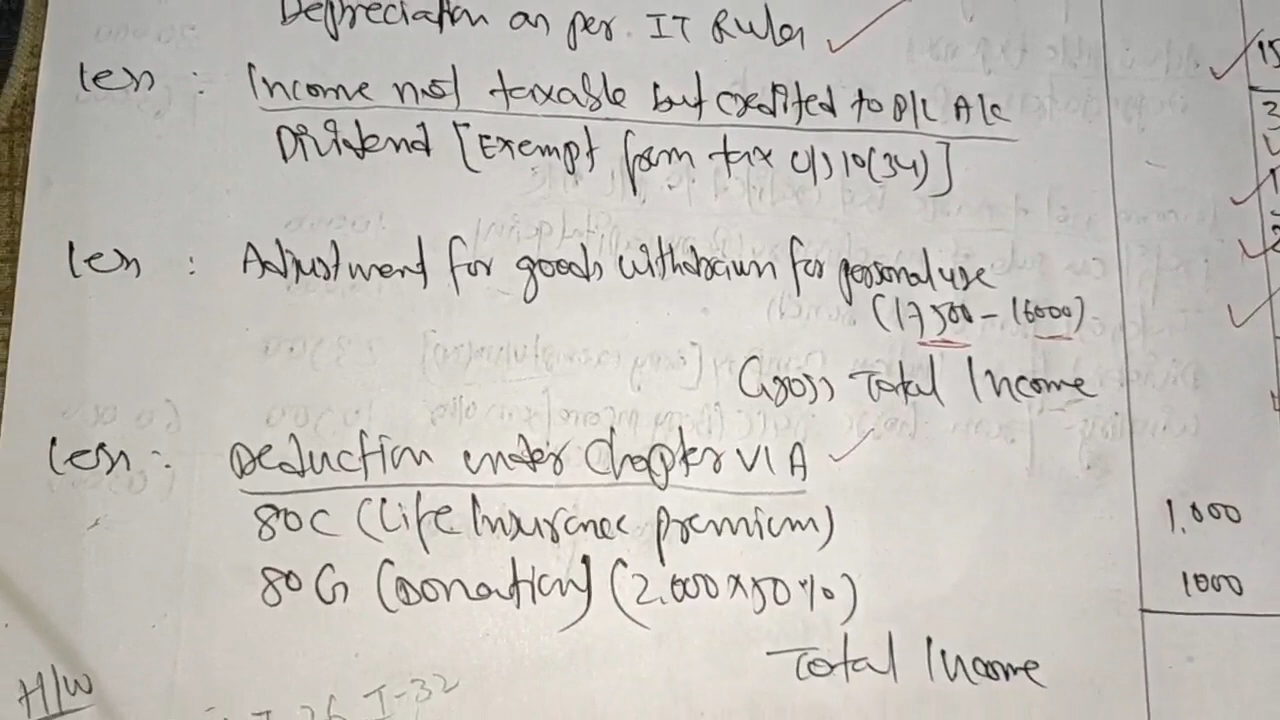 Depreciation as per IT Rules
Less : Income not taxable but credited to P/L A/c
Dividend [Exempt from tax u/s 10(34)]
Less : Adjustment for goods withdrawn for personal use
(17500 - 16000)
Gross Total Income
Less : Deduction under Chapter VI A
80C (Life Insurance premium) 1,000
80G (Donation) (2,000 x 50%) 1000
Total Income
H/W
I-32